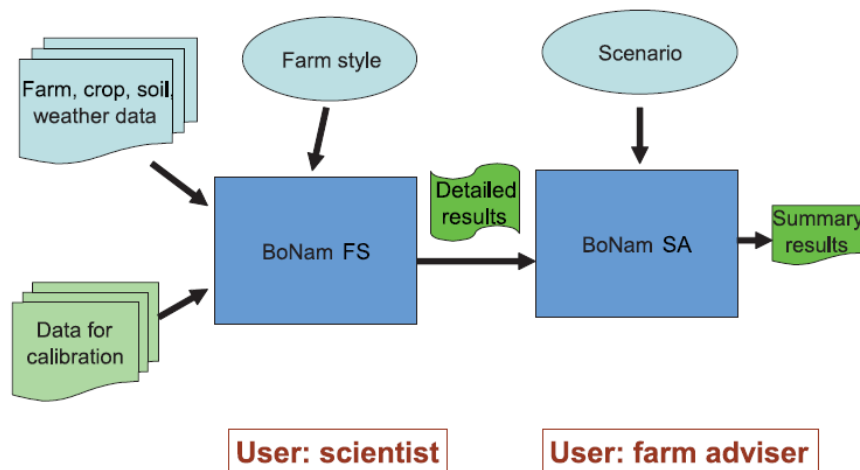 Farm, crop, soil,
weather data
Farm style
Scenario
Detailed
results
BoNam FS
BoNam SA
Summary
results
Data for
calibration
User: scientist
User: farm adviser